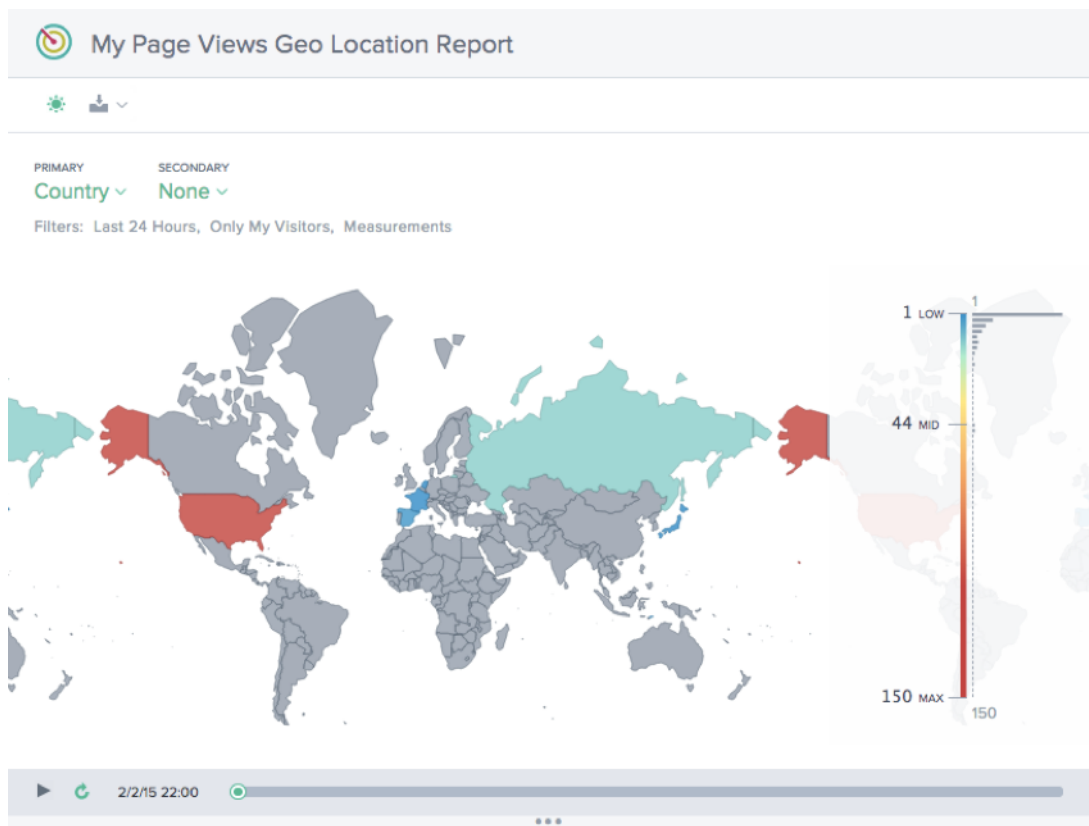 My Page Views Geo Location Report
PRIMARY SECONDARY
Country None
Filters: Last 24 Hours, Only My Visitors, Measurements
1 LOW 1
44 MID
150 MAX 150
2/2/15 22:00